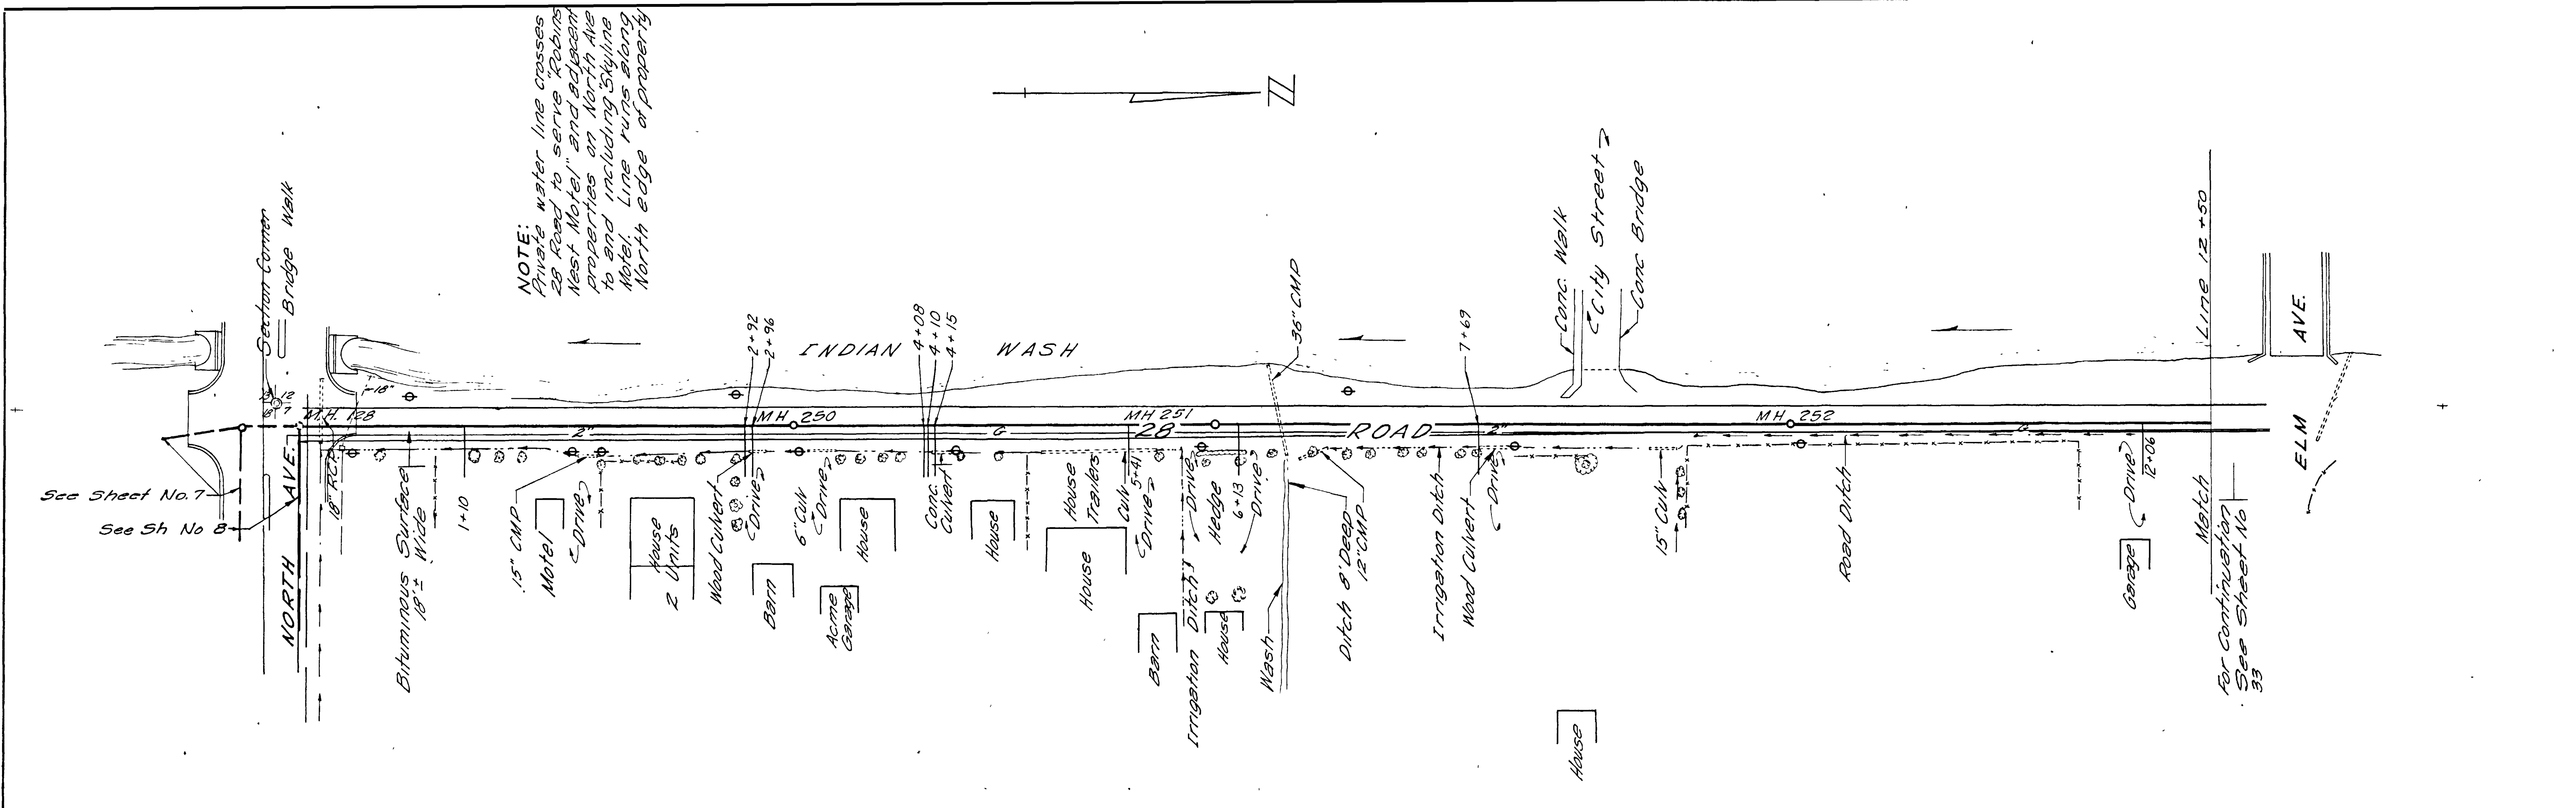 NOTE:
Private water line crosses
28 Road to serve "Robins
Nest Motel" and adjacent
properties on North Ave
to and including "Skyline
Motel. Line runs along
North edge of property
N
Section Corner
Bridge Walk
13 12
18 7
18"
M.H. 128
INDIAN WASH
2+92
2+96
4+08
4+10
4+15
36" CMP
7+69
Conc. Walk
City Street
Conc Bridge
Match Line 12+50
ELM AVE.
MH 250
MH 251
MH 252
2"
G
28 ROAD
2"
G
NORTH AVE.
See Sheet No. 7
See Sh No 8
18" RCP
Bituminous Surface
18'± Wide
1+10
15" CMP
Motel
Drive
House
2 Units
Wood Culvert
Drive
Barn
6" Culv
Drive
Acme
Garage
House
Conc.
Culvert
House
House
Trailers
House
Culv
5+41
Drive
Barn
Irrigation Ditch
Drive
Hedge
House
6+13
Drive
Wash
Ditch 8' Deep
12" CMP
Irrigation Ditch
Wood Culvert
Drive
House
15" Culv
Road Ditch
Garage
Drive
12+06
For Continuation
See Sheet No
33